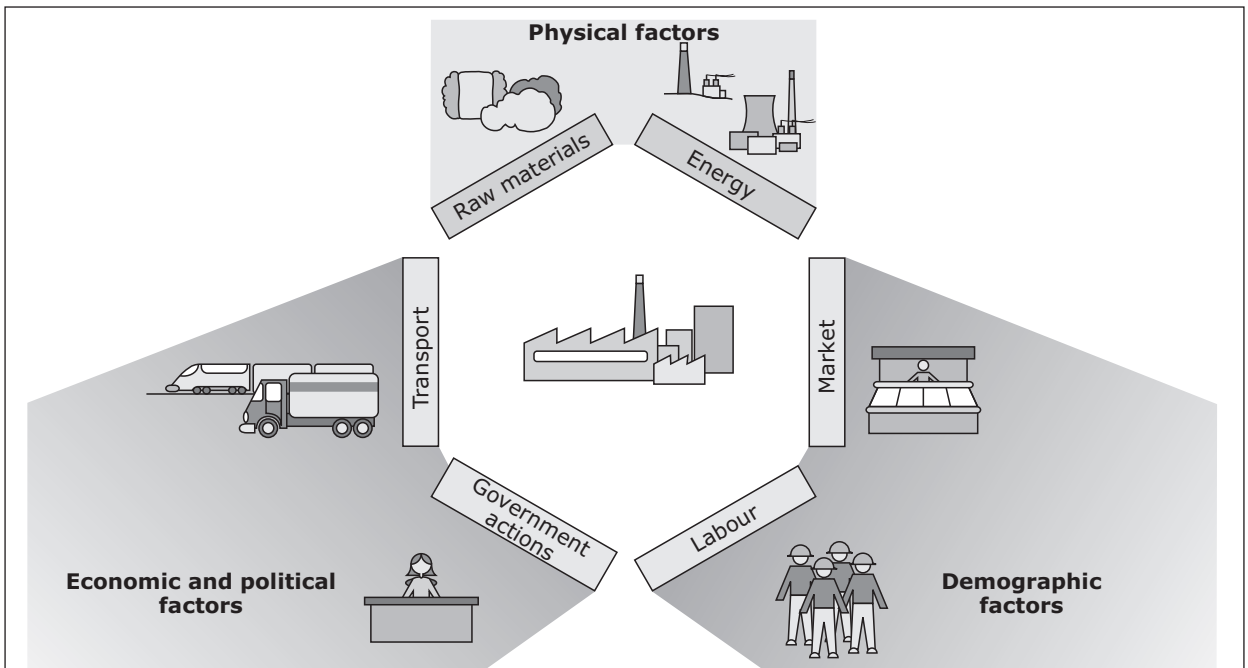 Physical factors
Raw materials
Energy
Transport
Market
Government
actions
Labour
Economic and political
factors
Demographic
factors